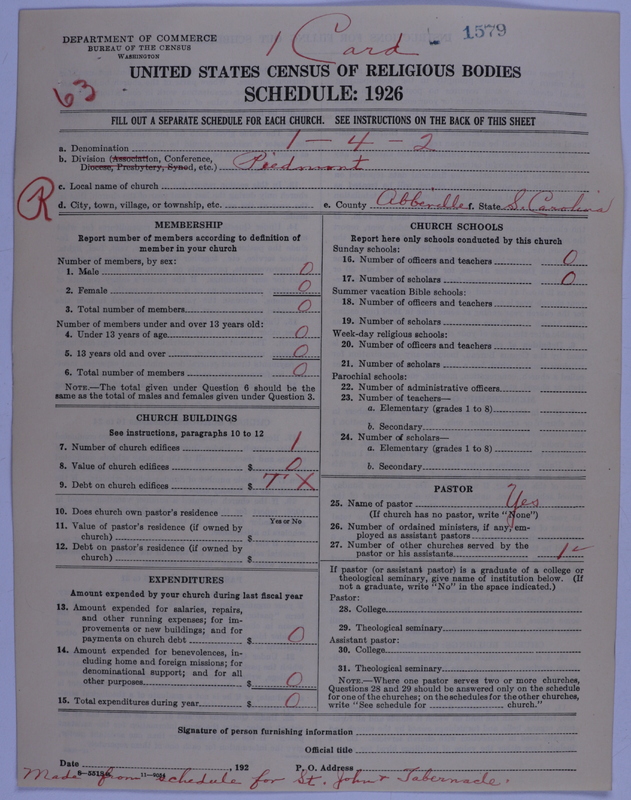 1 Card - 1579
DEPARTMENT OF COMMERCE
BUREAU OF THE CENSUS
WASHINGTON
UNITED STATES CENSUS OF RELIGIOUS BODIES
63
SCHEDULE: 1926
FILL OUT A SEPARATE SCHEDULE FOR EACH CHURCH. SEE INSTRUCTIONS ON THE BACK OF THIS SHEET
a. Denomination 1-4-2
b. Division (Association, Conference,
Diocese, Presbytery, Synod, etc.) Piedmont
c. Local name of church
R
d. City, town, village, or township, etc. e. County Abbeville f. State S. Carolina
MEMBERSHIP
Report number of members according to definition of
member in your church
Number of members, by sex:
1. Male 0
2. Female 0
3. Total number of members 0
Number of members under and over 13 years old:
4. Under 13 years of age 0
5. 13 years old and over 0
6. Total number of members 0
NOTE.—The total given under Question 6 should be the
same as the total of males and females given under Question 3.
CHURCH BUILDINGS
See instructions, paragraphs 10 to 12
7. Number of church edifices 1
8. Value of church edifices $ 0
9. Debt on church edifices $ T X
10. Does church own pastor's residence
Yes or No
11. Value of pastor's residence (if owned by
church) $
12. Debt on pastor's residence (if owned by
church) $
EXPENDITURES
Amount expended by your church during last fiscal year
13. Amount expended for salaries, repairs,
and other running expenses; for im-
provements or new buildings; and for
payments on church debt $ 0
14. Amount expended for benevolences, in-
cluding home and foreign missions; for
denominational support; and for all
other purposes $ 0
15. Total expenditures during year $ 0
CHURCH SCHOOLS
Report here only schools conducted by this church
Sunday schools:
16. Number of officers and teachers 0
17. Number of scholars 0
Summer vacation Bible schools:
18. Number of officers and teachers
19. Number of scholars
Week-day religious schools:
20. Number of officers and teachers
21. Number of scholars
Parochial schools:
22. Number of administrative officers
23. Number of teachers—
a. Elementary (grades 1 to 8)
b. Secondary
24. Number of scholars—
a. Elementary (grades 1 to 8)
b. Secondary
PASTOR
25. Name of pastor Yes
(If church has no pastor, write "None")
26. Number of ordained ministers, if any, em-
ployed as assistant pastors
27. Number of other churches served by the
pastor or his assistants 1
If pastor (or assistant pastor) is a graduate of a college or
theological seminary, give name of institution below. (If
not a graduate, write "No" in the space indicated.)
Pastor:
28. College
29. Theological seminary
Assistant pastor:
30. College
31. Theological seminary
NOTE.—Where one pastor serves two or more churches,
Questions 28 and 29 should be answered only on the schedule
for one of the churches; on the schedules for the other churches,
write "See schedule for church."
Signature of person furnishing information
Official title
Date , 192 P. O. Address
11-9034
Made from schedule for St. John & Tabernacle.